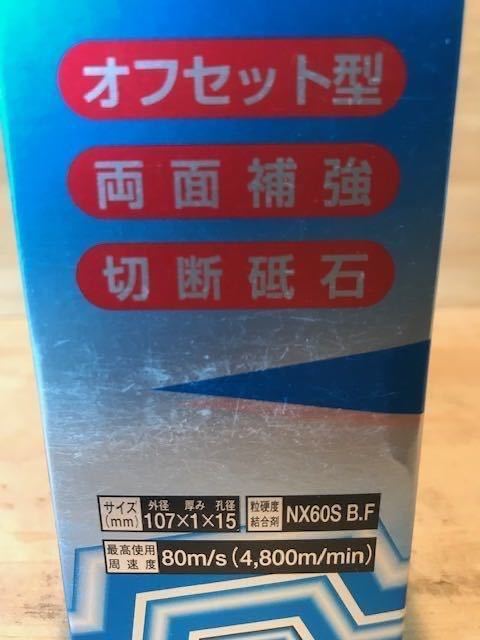 オフセット型
両面補強
切断砥石
サイズ(mm) 外径 厚み 孔径 107×1×15 粒硬度結合剤 NX60S B.F
最高使用周速度 80m/s(4,800m/min)